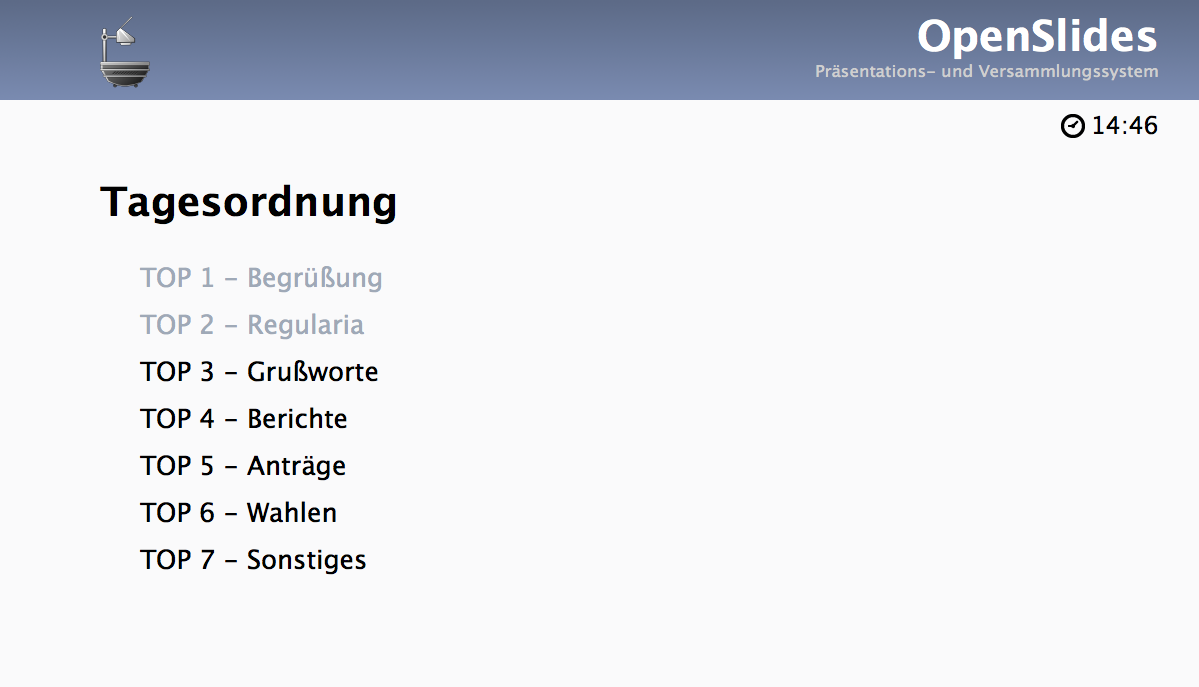 OpenSlides
Präsentations- und Versammlungssystem
14:46
Tagesordnung
TOP 1 - Begrüßung
TOP 2 - Regularia
TOP 3 - Grußworte
TOP 4 - Berichte
TOP 5 - Anträge
TOP 6 - Wahlen
TOP 7 - Sonstiges